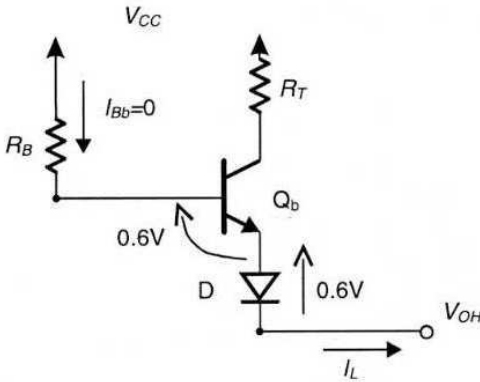 V_CC
R_T
I_Bb=0
R_B
Q_b
0.6V
D
0.6V
V_OH
I_L